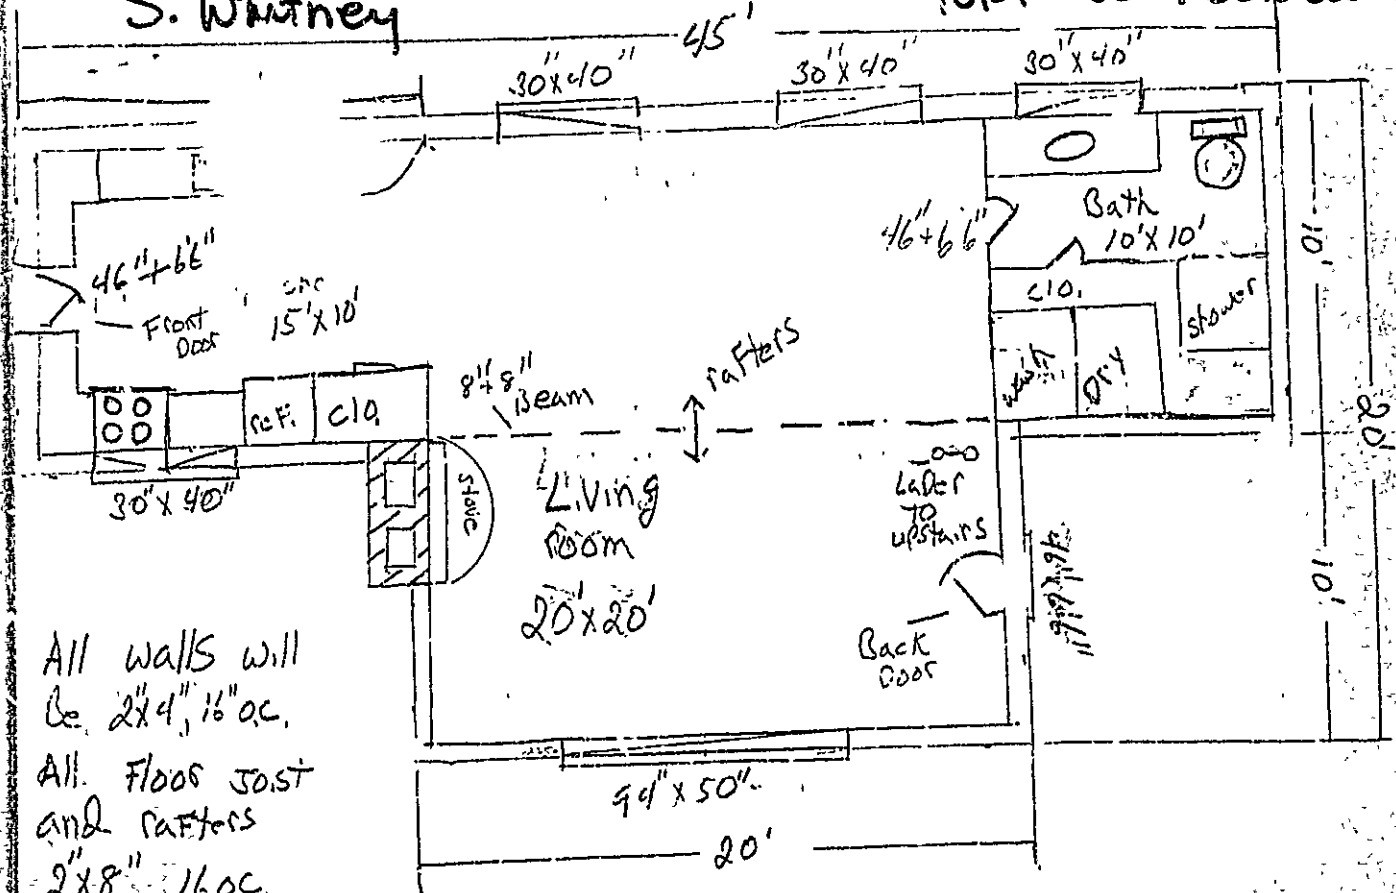 S. Whitney
45'
30"x40"
30"x40"
30"x40"
46"+66"
Front
Door
15'x10'
46"+66"
Bath
10'x10'
clo.
shower
wash
Dry
10'
20'
10'
ref.
clo.
8"+8"
Beam
rafters
30"x40"
stove
Living
room
20'x20'
Lader
to
upstairs
Back
Door
All walls will
be 2"x4", 16" o.c.
All Floor Joist
and rafters
2"x8" 16 oc.
94"x50"
20'